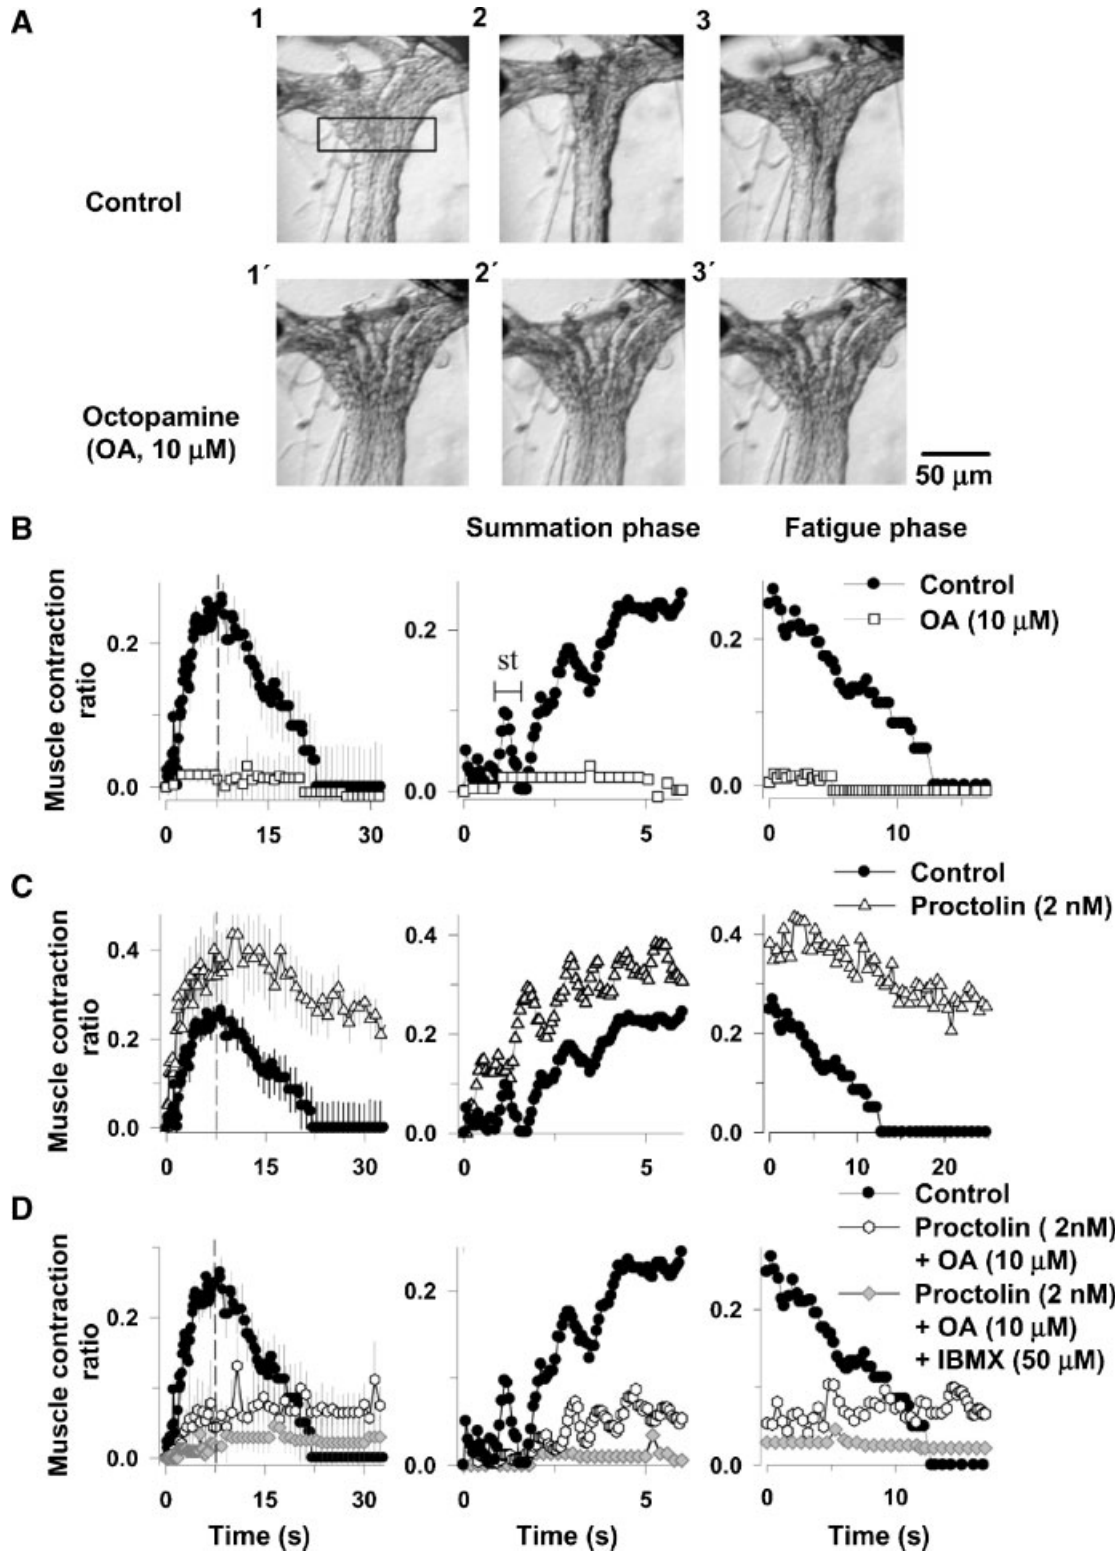 A
1
2
3
Control
1´
2´
3´
Octopamine
(OA, 10 μM)
50 μm
B
Summation phase
Fatigue phase
Muscle contraction
ratio
0.2
0.0
0
15
30
st
0.2
0.0
0
5
Control
OA (10 μM)
0.2
0.0
0
10
C
Control
Proctolin (2 nM)
Muscle contraction
ratio
0.4
0.2
0.0
0
15
30
0.4
0.2
0.0
0
5
0.4
0.2
0.0
0
10
20
D
Control
Proctolin ( 2nM)
+ OA (10 μM)
Proctolin (2 nM)
+ OA (10 μM)
+ IBMX (50 μM)
Muscle contraction
ratio
0.2
0.0
0
15
30
Time (s)
0.2
0.0
0
5
Time (s)
0.2
0.0
0
10
Time (s)